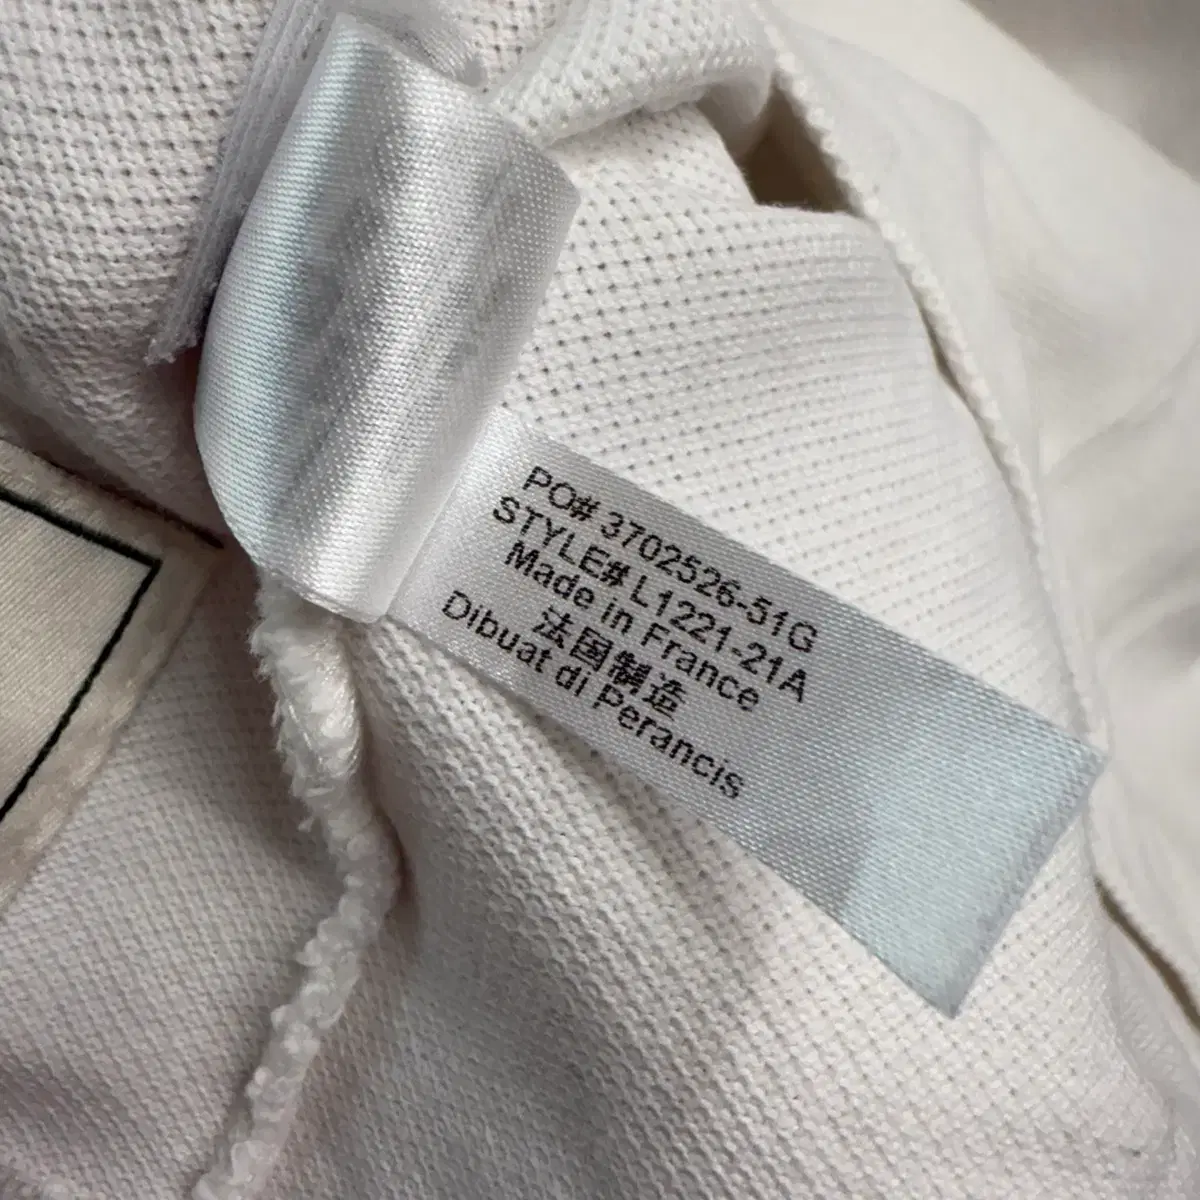 PO# 3702526-51G
STYLE# L1221-21A
Made in France
法国制造
Dibuat di Perancis